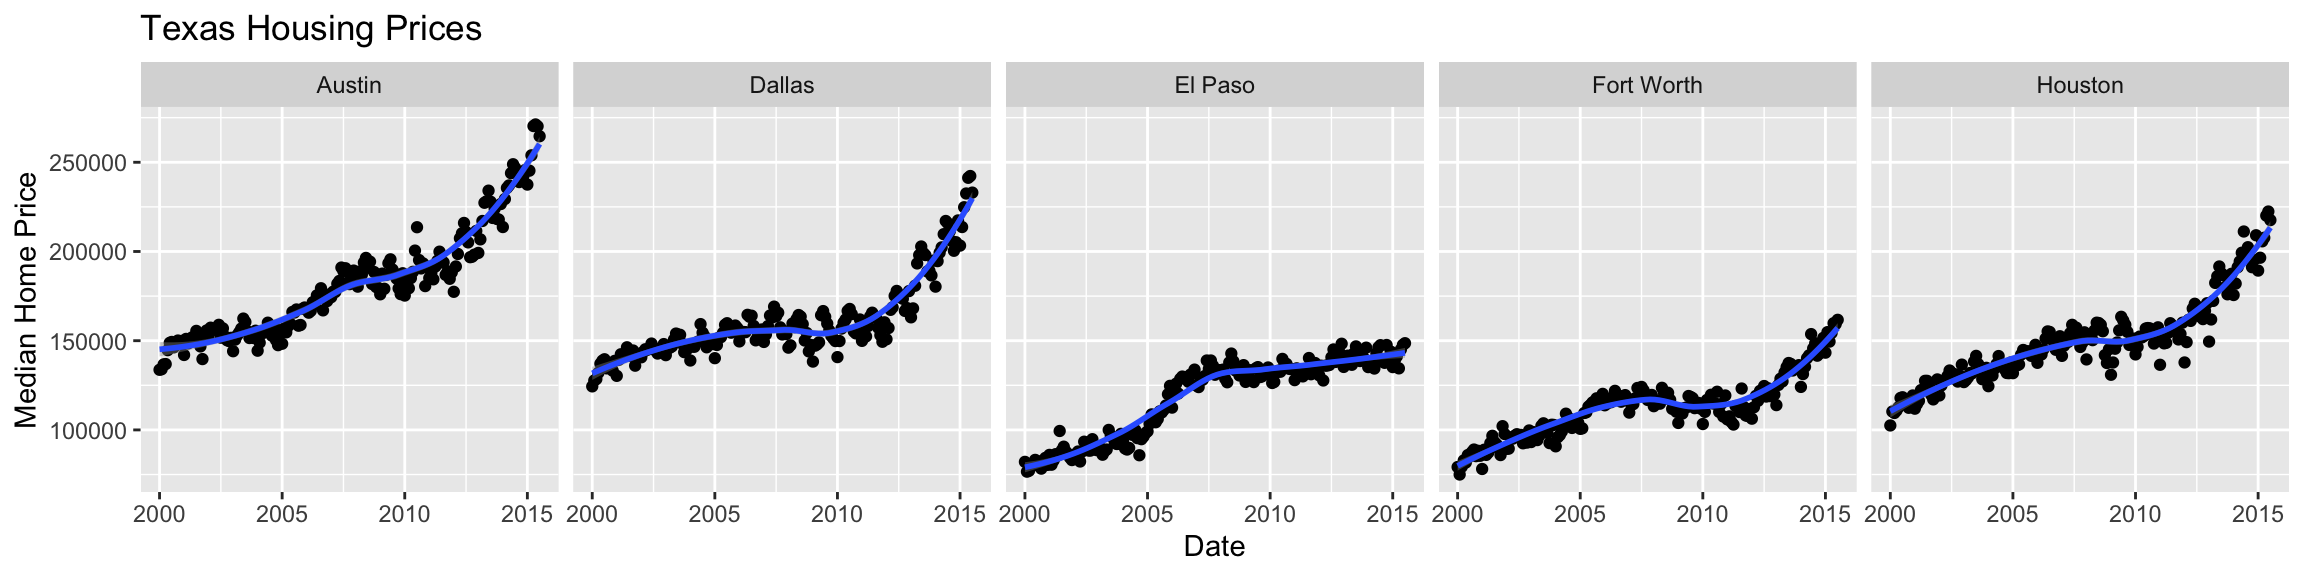 Texas Housing Prices
Austin Dallas El Paso Fort Worth Houston
Median Home Price
250000
200000
150000
100000
2000 2005 2010 2015 2000 2005 2010 2015 2000 2005 2010 2015 2000 2005 2010 2015 2000 2005 2010 2015
Date